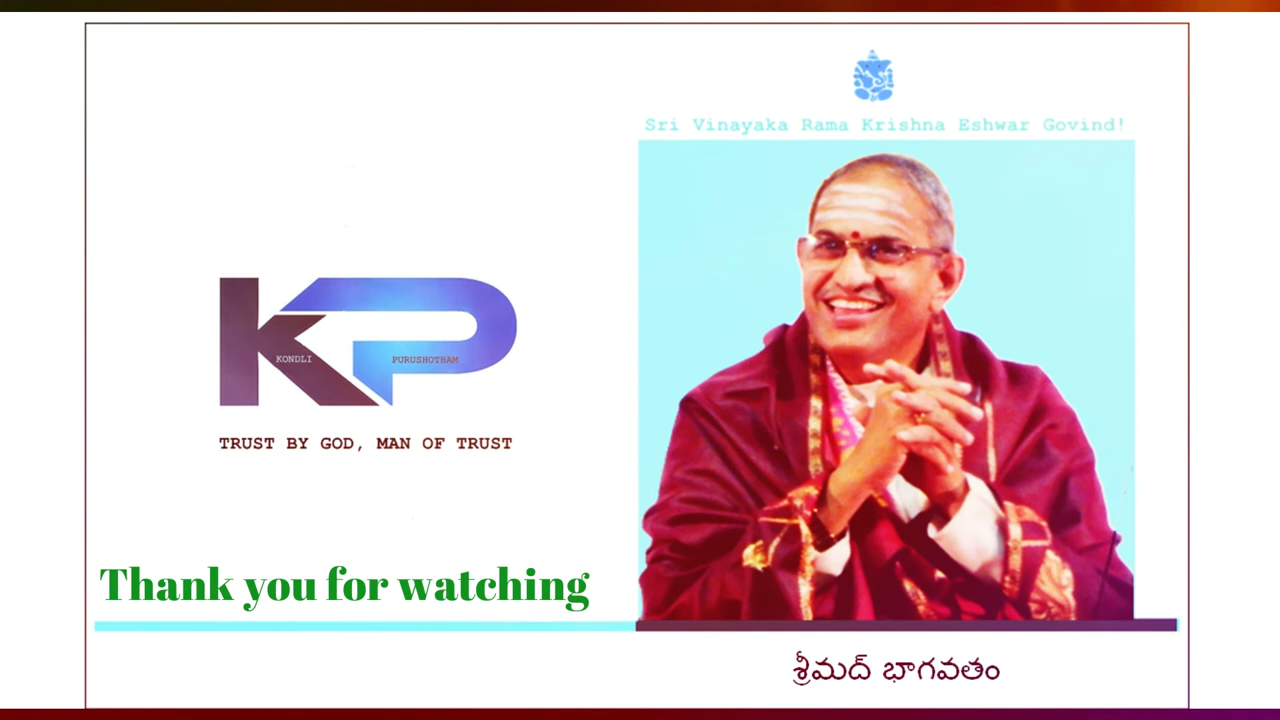 Sri Vinayaka Rama Krishna Eshwar Govind!
KONDLI PURUSHOTHAM
TRUST BY GOD, MAN OF TRUST
Thank you for watching
శ్రీమద్ భాగవతం